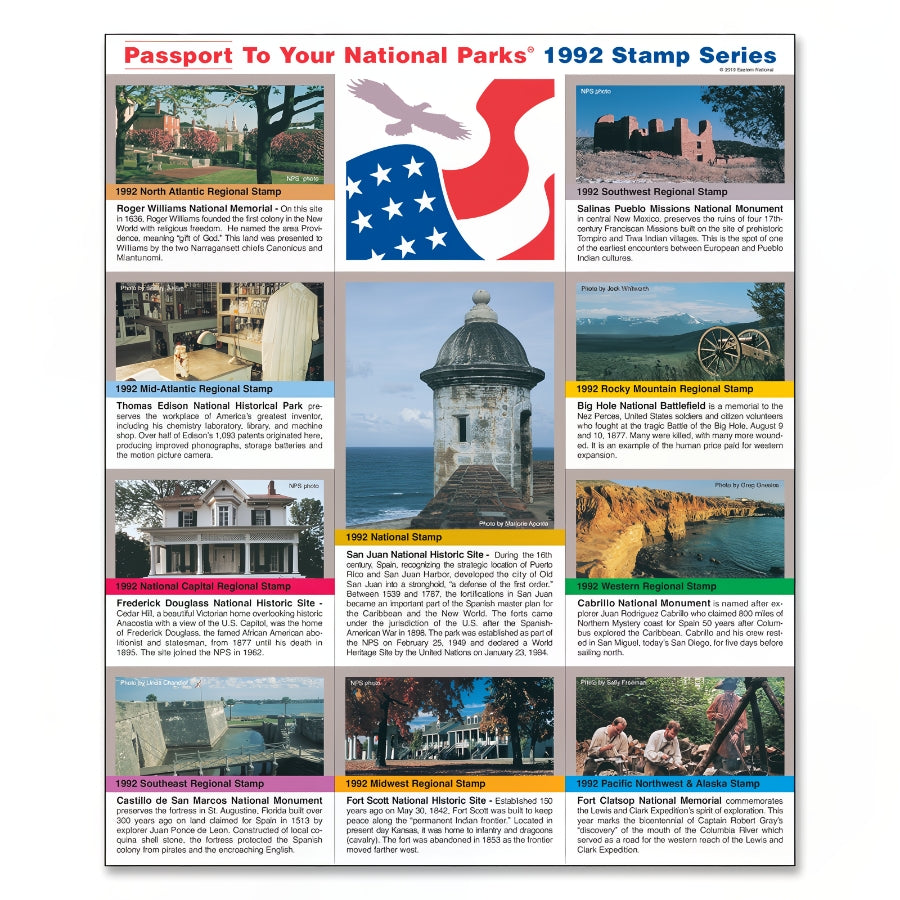 Passport To Your National Parks® 1992 Stamp Series
© 2010 Eastern National
NPS photo
1992 North Atlantic Regional Stamp
Roger Williams National Memorial - On this site
in 1636, Roger Williams founded the first colony in the New
World with religious freedom. He named the area Provi-
dence, meaning "gift of God." This land was presented to
Williams by the two Narragansett chiefs Canonicus and
Miantunomi.
NPS photo
1992 Southwest Regional Stamp
Salinas Pueblo Missions National Monument
in central New Mexico, preserves the ruins of four 17th-
century Franciscan Missions built on the site of prehistoric
Tompiro and Tiwa Indian villages. This is the spot of one
of the earliest encounters between European and Pueblo
Indian cultures.
Photo by
1992 Mid-Atlantic Regional Stamp
Thomas Edison National Historical Park pre-
serves the workplace of America's greatest inventor,
including his chemistry laboratory, library, and machine
shop. Over half of Edison's 1,093 patents originated here,
producing improved phonographs, storage batteries and
the motion picture camera.
Photo by Marjorie Aponte
1992 National Stamp
San Juan National Historic Site - During the 16th
century, Spain, recognizing the strategic location of Puerto
Rico and San Juan Harbor, developed the city of Old
San Juan into a stronghold, "a defense of the first order."
Between 1539 and 1787, the fortifications in San Juan
became an important part of the Spanish master plan for
the Caribbean and the New World. The forts came
under the jurisdiction of the U.S. after the Spanish-
American War in 1898. The park was established as part of
the NPS on February 25, 1949 and declared a World
Heritage Site by the United Nations on January 23, 1984.
Photo by Jock Whitworth
1992 Rocky Mountain Regional Stamp
Big Hole National Battlefield is a memorial to the
Nez Perces, United States soldiers and citizen volunteers
who fought at the tragic Battle of the Big Hole, August 9
and 10, 1877. Many were killed, with many more wound-
ed. It is an example of the human price paid for western
expansion.
NPS photo
1992 National Capital Regional Stamp
Frederick Douglass National Historic Site -
Cedar Hill, a beautiful Victorian home overlooking historic
Anacostia with a view of the U.S. Capitol, was the home
of Frederick Douglass, the famed African American abo-
litionist and statesman, from 1877 until his death in
1895. The site joined the NPS in 1962.
Photo by Greg Gnesios
1992 Western Regional Stamp
Cabrillo National Monument is named after ex-
plorer Juan Rodriguez Cabrillo who claimed 800 miles of
Northern Mystery coast for Spain 50 years after Colum-
bus explored the Caribbean. Cabrillo and his crew rest-
ed in San Miguel, today's San Diego, for five days before
sailing north.
Photo by Linda Chandler
1992 Southeast Regional Stamp
Castillo de San Marcos National Monument
preserves the fortress in St. Augustine, Florida built over
300 years ago on land claimed for Spain in 1513 by
explorer Juan Ponce de Leon. Constructed of local co-
quina shell stone, the fortress protected the Spanish
colony from pirates and the encroaching English.
NPS photo
1992 Midwest Regional Stamp
Fort Scott National Historic Site - Established 150
years ago on May 30, 1842, Fort Scott was built to keep
peace along the "permanent Indian frontier." Located in
present day Kansas, it was home to infantry and dragoons
(cavalry). The fort was abandoned in 1853 as the frontier
moved farther west.
Photo by Sally Freeman
1992 Pacific Northwest & Alaska Stamp
Fort Clatsop National Memorial commemorates
the Lewis and Clark Expedition's spirit of exploration. This
year marks the bicentennial of Captain Robert Gray's
"discovery" of the mouth of the Columbia River which
served as a road for the western reach of the Lewis and
Clark Expedition.